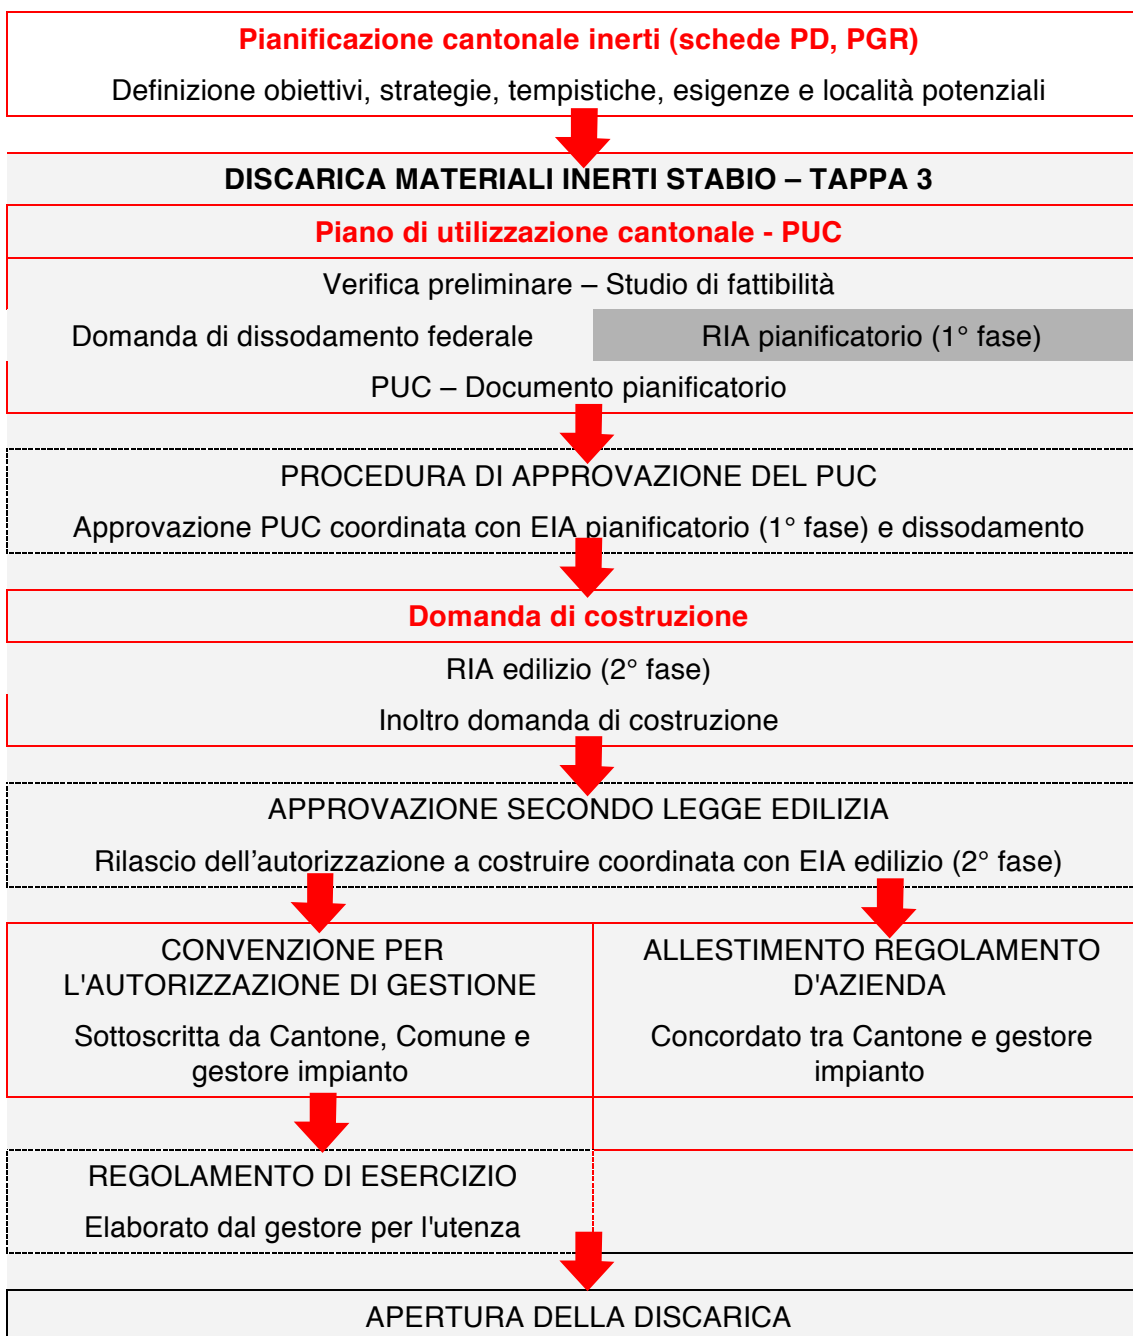 Pianificazione cantonale inerti (schede PD, PGR)
Definizione obiettivi, strategie, tempistiche, esigenze e località potenziali
DISCARICA MATERIALI INERTI STABIO – TAPPA 3
Piano di utilizzazione cantonale - PUC
Verifica preliminare – Studio di fattibilità
Domanda di dissodamento federale
RIA pianificatorio (1° fase)
PUC – Documento pianificatorio
PROCEDURA DI APPROVAZIONE DEL PUC
Approvazione PUC coordinata con EIA pianificatorio (1° fase) e dissodamento
Domanda di costruzione
RIA edilizio (2° fase)
Inoltro domanda di costruzione
APPROVAZIONE SECONDO LEGGE EDILIZIA
Rilascio dell’autorizzazione a costruire coordinata con EIA edilizio (2° fase)
CONVENZIONE PER
L'AUTORIZZAZIONE DI GESTIONE
Sottoscritta da Cantone, Comune e
gestore impianto
ALLESTIMENTO REGOLAMENTO
D'AZIENDA
Concordato tra Cantone e gestore
impianto
REGOLAMENTO DI ESERCIZIO
Elaborato dal gestore per l'utenza
APERTURA DELLA DISCARICA